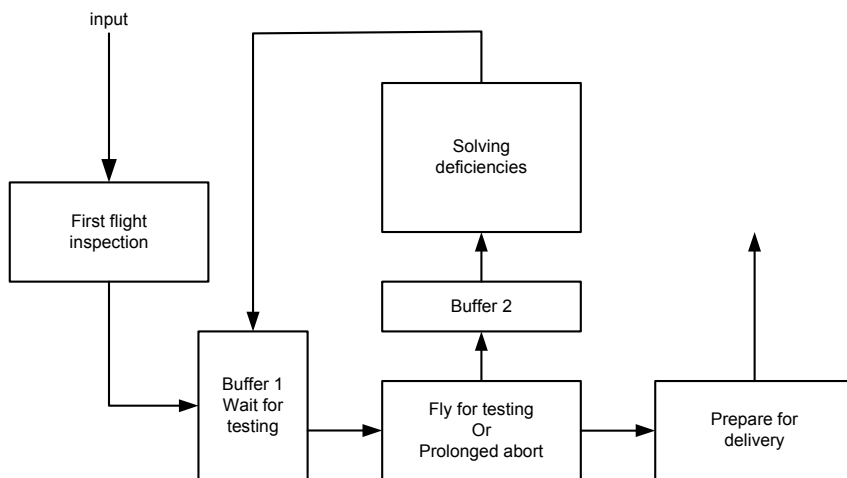 input
Solving
deficiencies
First flight
inspection
Buffer 2
Buffer 1
Wait for
testing
Fly for testing
Or
Prolonged abort
Prepare for
delivery